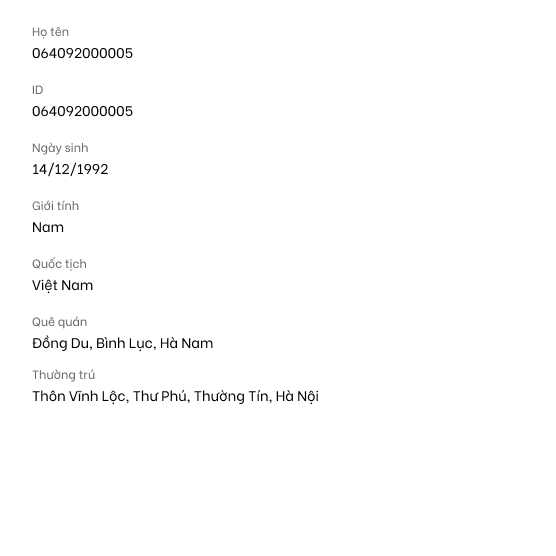 Họ tên
064092000005
ID
064092000005
Ngày sinh
14/12/1992
Giới tính
Nam
Quốc tịch
Việt Nam
Quê quán
Đồng Du, Bình Lục, Hà Nam
Thường trú
Thôn Vĩnh Lộc, Thư Phú, Thường Tín, Hà Nội